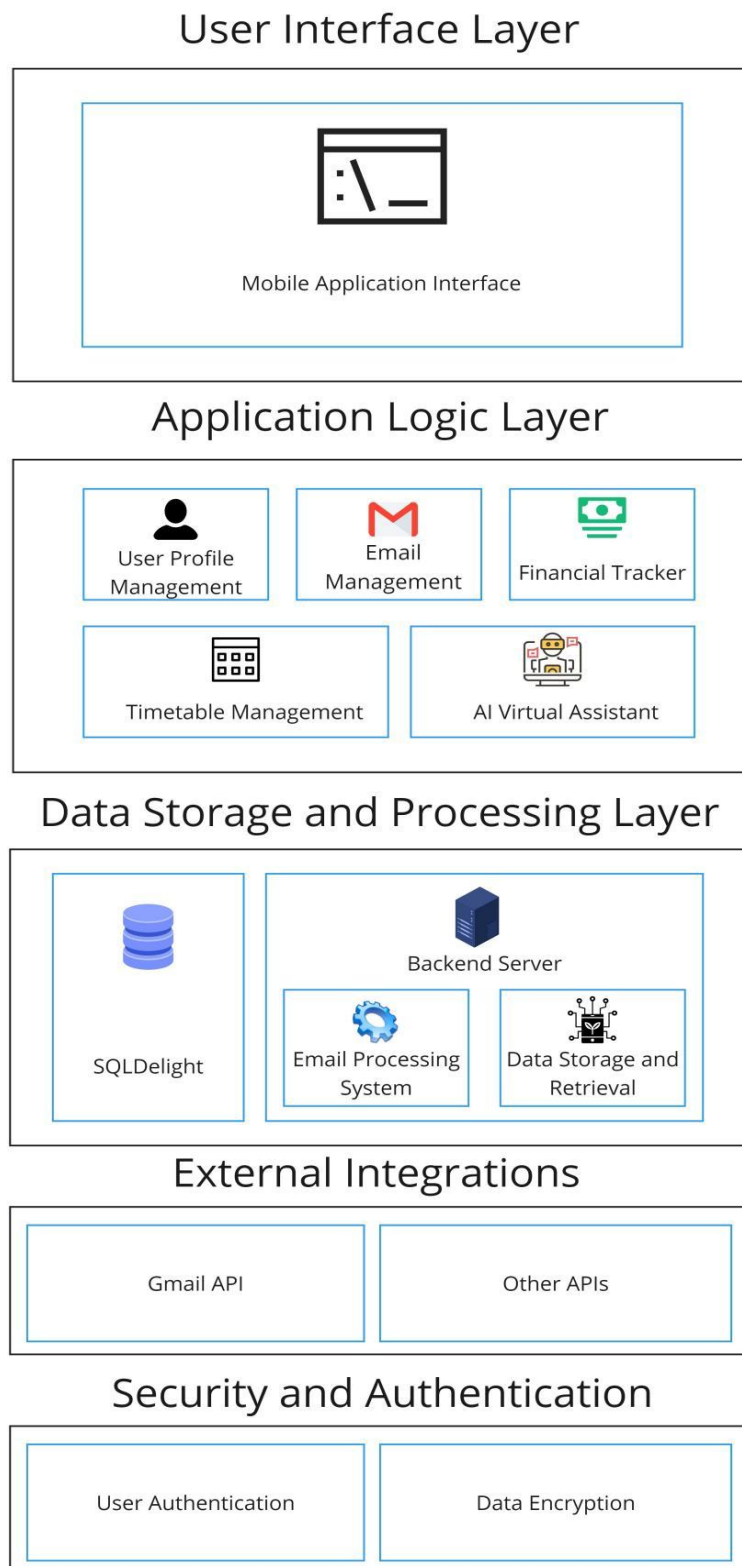 User Interface Layer
:\_
Mobile Application Interface
Application Logic Layer
User Profile
Management
Email
Management
Financial Tracker
Timetable Management
AI Virtual Assistant
Data Storage and Processing Layer
SQLDelight
Backend Server
Email Processing
System
Data Storage and
Retrieval
External Integrations
Gmail API
Other APIs
Security and Authentication
User Authentication
Data Encryption